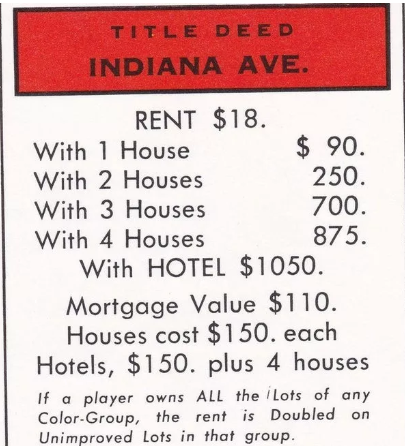 TITLE DEED
INDIANA AVE.
RENT $18.
With 1 House $ 90.
With 2 Houses 250.
With 3 Houses 700.
With 4 Houses 875.
With HOTEL $1050.
Mortgage Value $110.
Houses cost $150. each
Hotels, $150. plus 4 houses
If a player owns ALL the Lots of any
Color-Group, the rent is Doubled on
Unimproved Lots in that group.